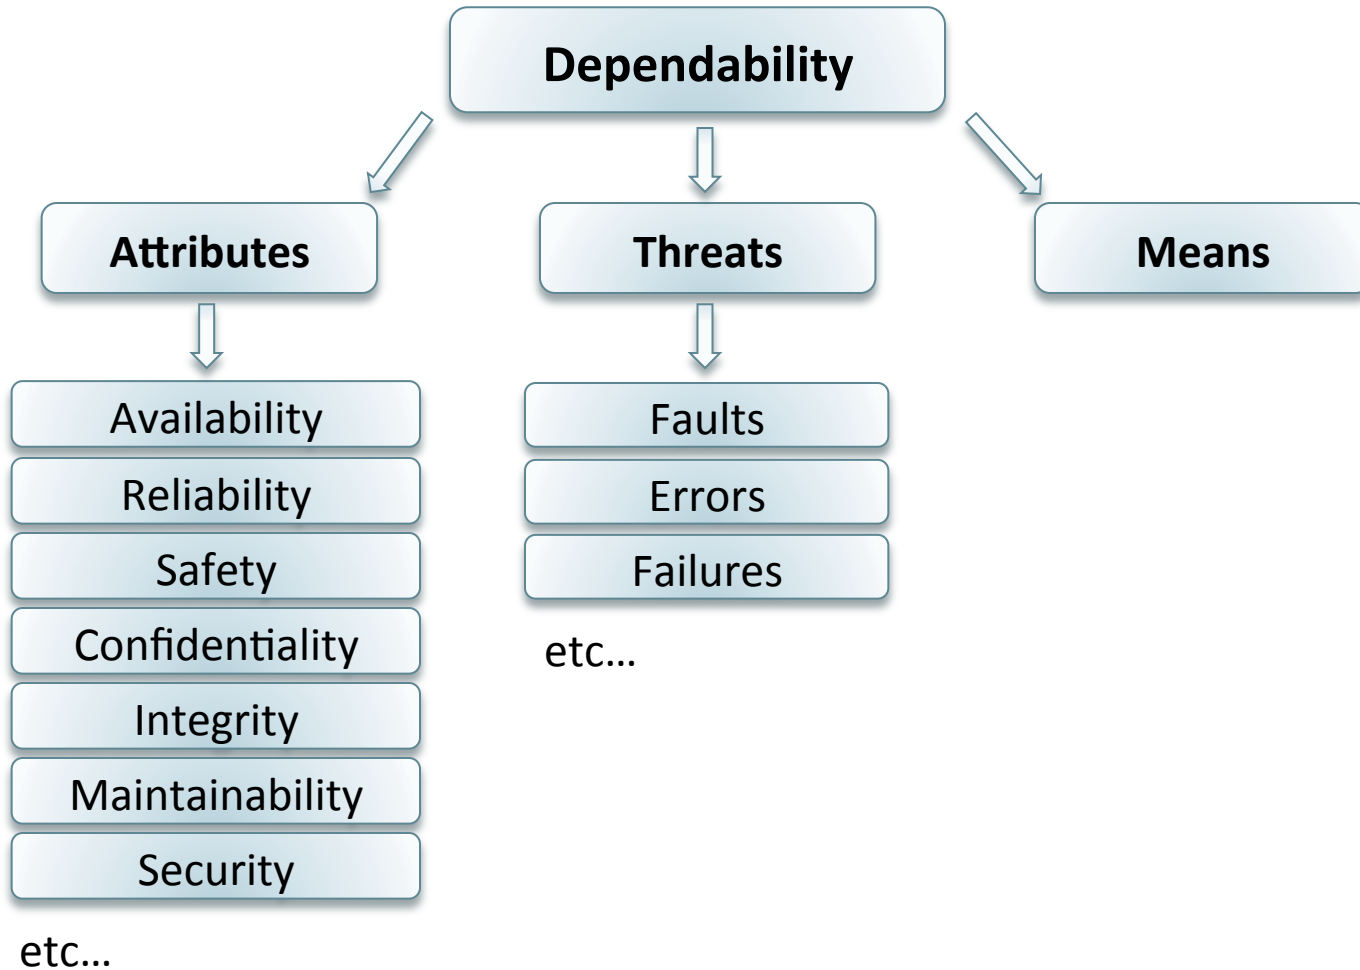 Dependability
Attributes
Threats
Means
Availability
Reliability
Safety
Confidentiality
Integrity
Maintainability
Security
etc...
Faults
Errors
Failures
etc...